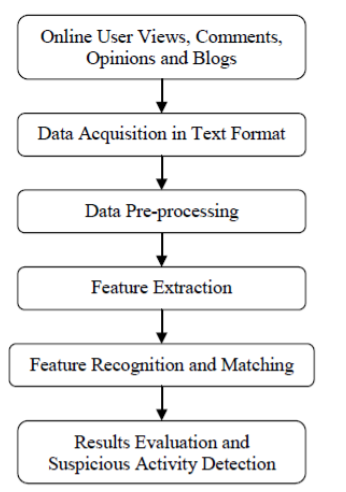 Online User Views, Comments,
Opinions and Blogs
Data Acquisition in Text Format
Data Pre-processing
Feature Extraction
Feature Recognition and Matching
Results Evaluation and
Suspicious Activity Detection